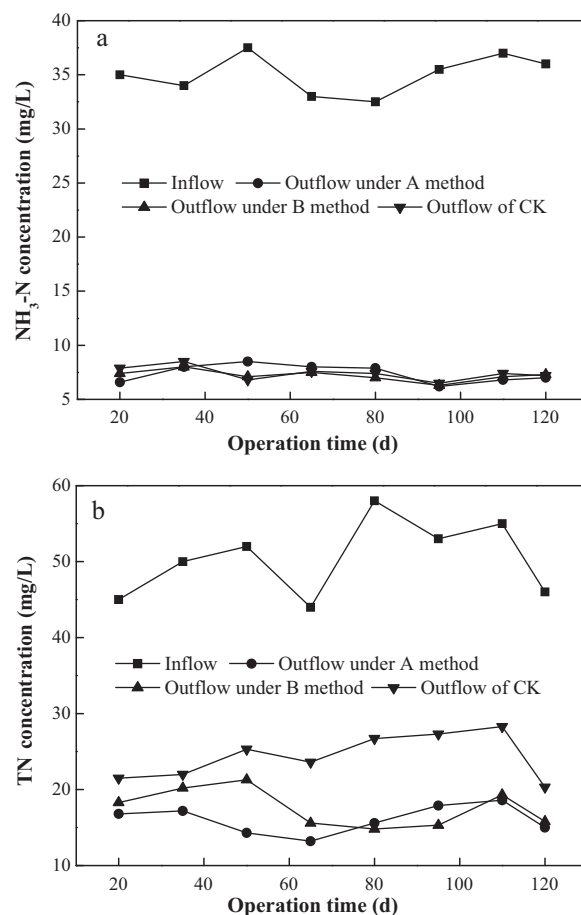 a
40
35
30
25
20
15
10
5
NH₃-N concentration (mg/L)
Inflow Outflow under A method
Outflow under B method Outflow of CK
20 40 60 80 100 120
Operation time (d)
b
60
50
40
30
20
10
TN concentration (mg/L)
Inflow Outflow under A method
Outflow under B method Outflow of CK
20 40 60 80 100 120
Operation time (d)